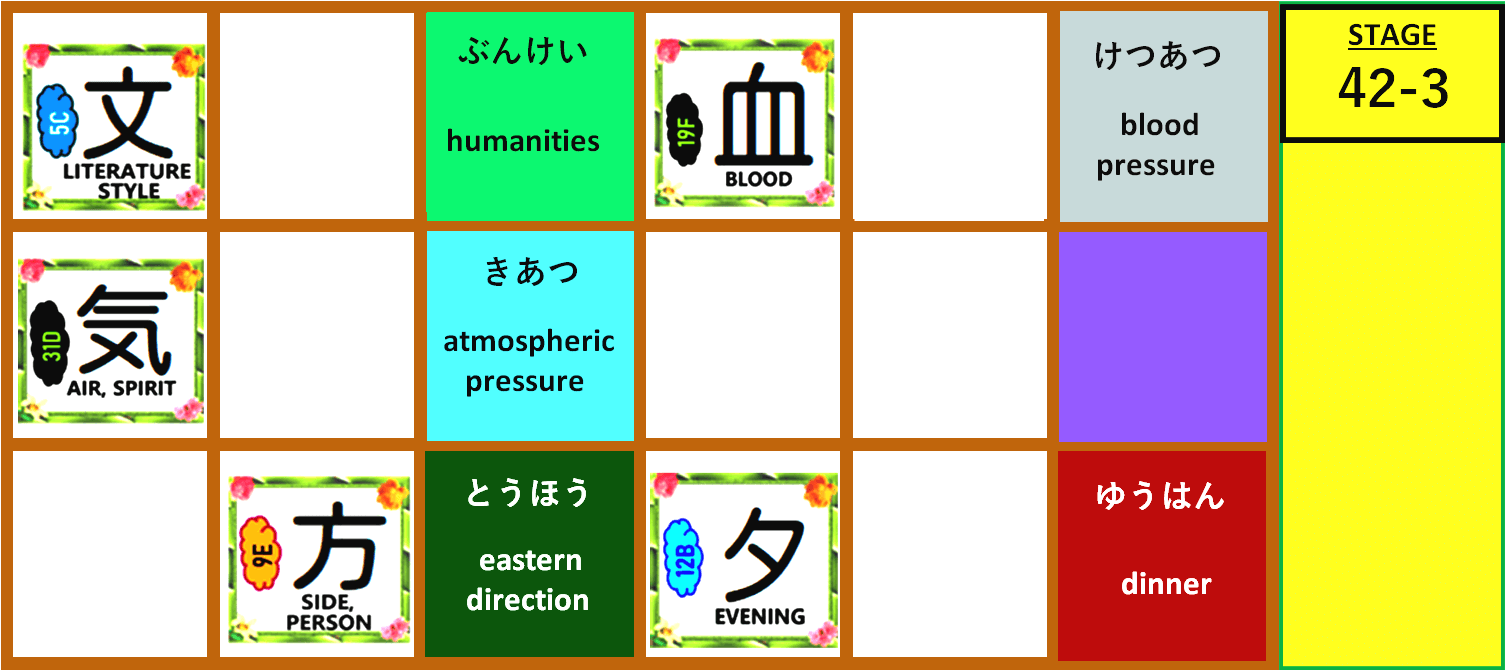 5C
文
LITERATURE
STYLE
ぶんけい
humanities
19F
血
BLOOD
けつあつ
blood
pressure
STAGE
42-3
31D
気
AIR, SPIRIT
きあつ
atmospheric
pressure
9E
方
SIDE,
PERSON
とうほう
eastern
direction
12B
夕
EVENING
ゆうはん
dinner